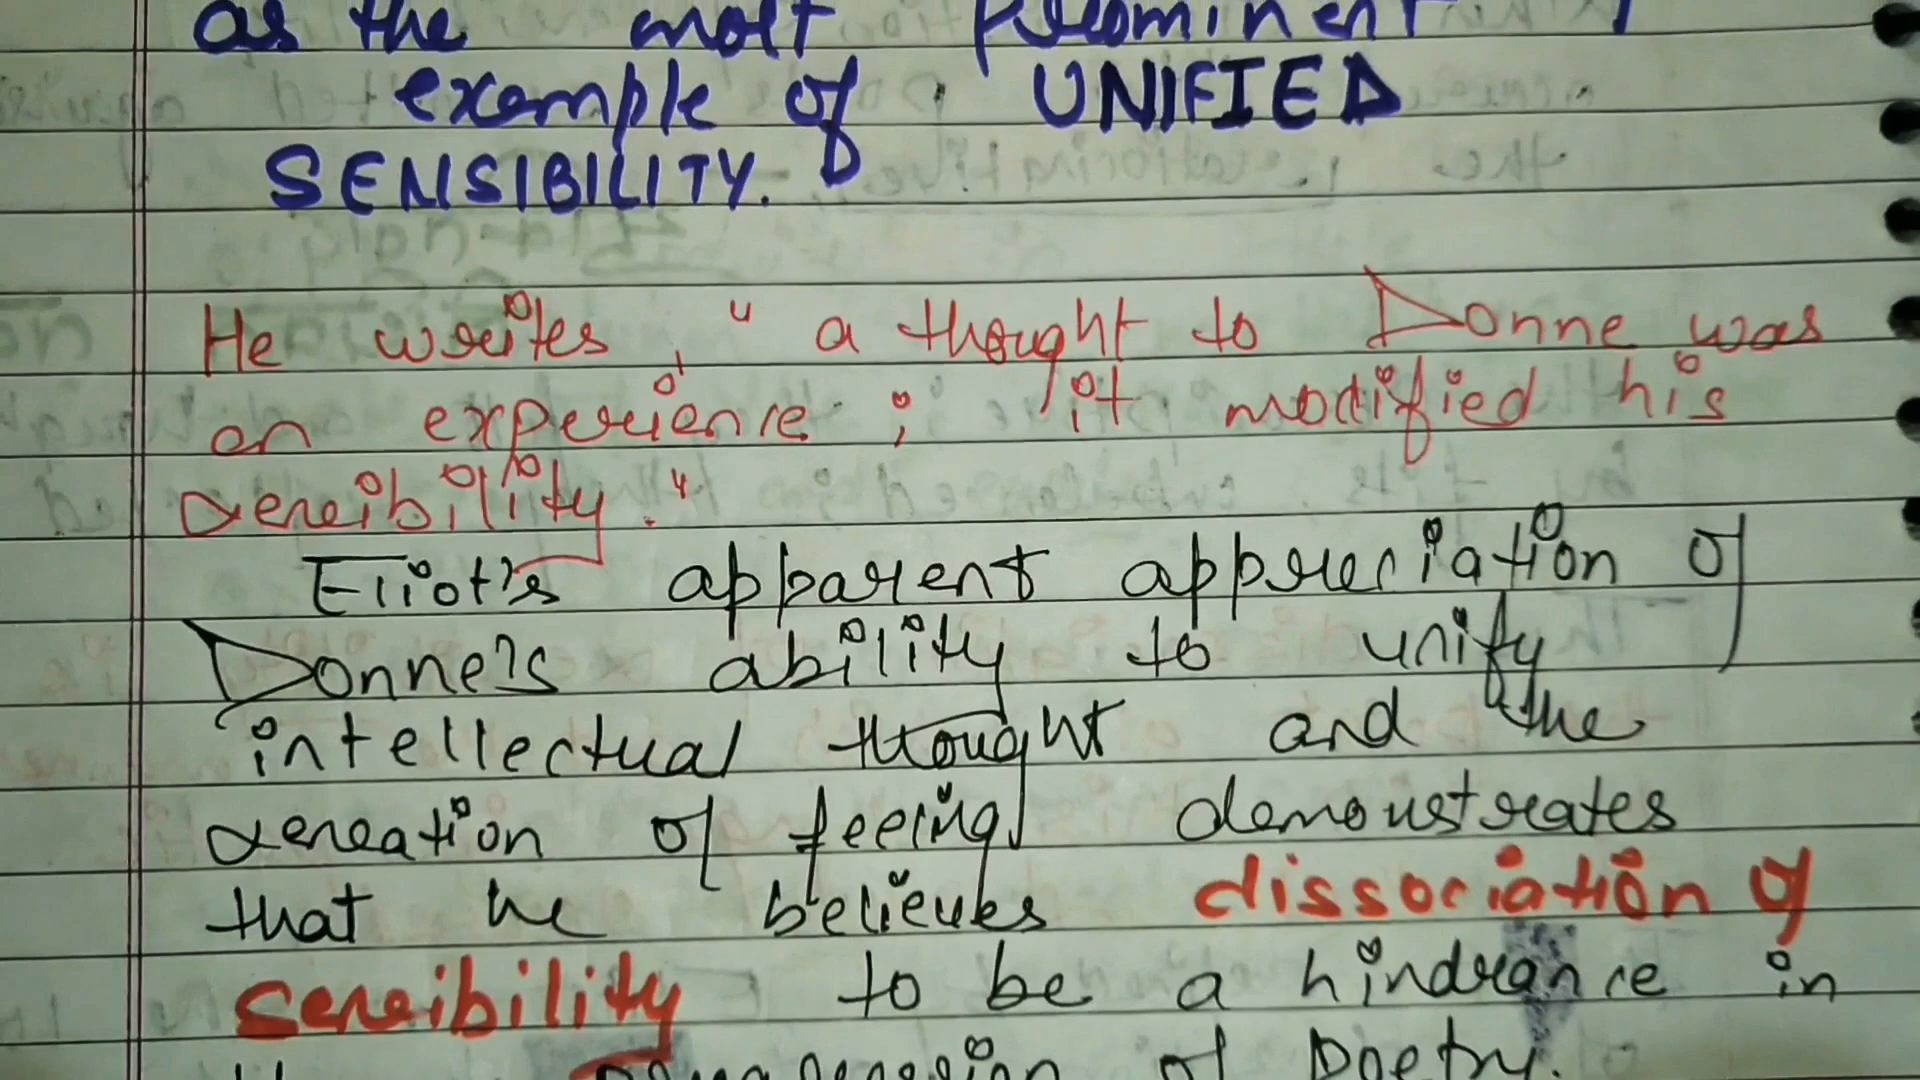 as the most prominent
example of UNIFIED
SENSIBILITY.
He writes, " a thought to Donne was
an experience ; it modified his
sensibility. "
Eliot's apparent appreciation of
Donne's ability to unify
intellectual thought and the
sensation of feeling demonstrates
that he believes dissociation of
sensibility to be a hindrance in
of poetry.